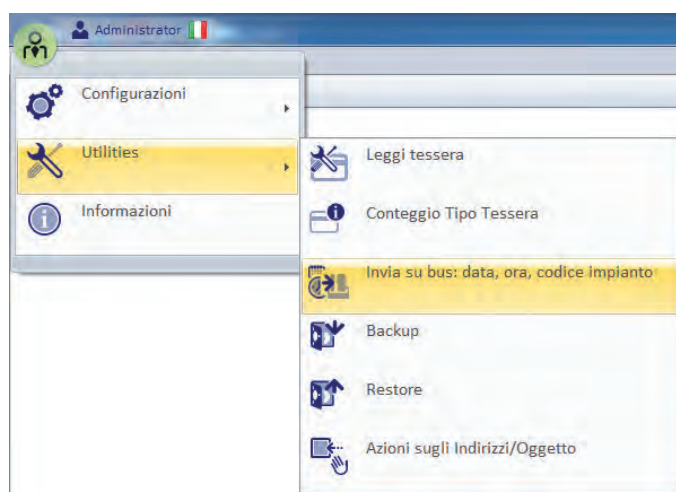 Administrator
Configurazioni
Utilities
Informazioni
Leggi tessera
Conteggio Tipo Tessera
Invia su bus: data, ora, codice impianto
Backup
Restore
Azioni sugli Indirizzi/Oggetto